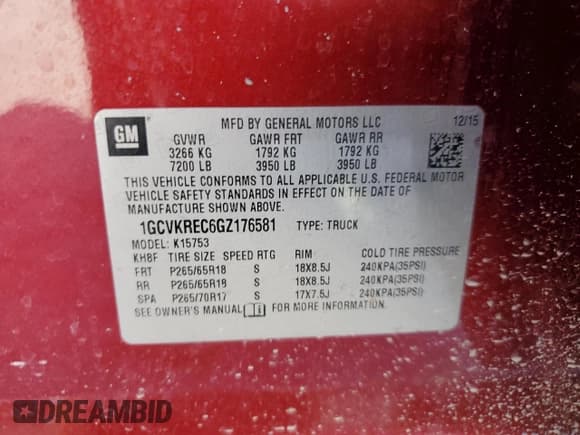 GM
MFD BY GENERAL MOTORS LLC 12/15
GVWR GAWR FRT GAWR RR
3266 KG 1792 KG 1792 KG
7200 LB 3950 LB 3950 LB
THIS VEHICLE CONFORMS TO ALL APPLICABLE U.S. FEDERAL MOTOR
VEHICLE SAFETY STANDARDS IN EFFECT ON THE DATE OF
MANUFACTURE SHOWN ABOVE.
1GCVKREC6GZ176581 TYPE: TRUCK
MODEL: K15753
KH8F TIRE SIZE SPEED RTG RIM COLD TIRE PRESSURE
FRT P265/65R18 S 18X8.5J 240KPA(35PSI)
RR P265/65R18 S 18X8.5J 240KPA(35PSI)
SPA P265/70R17 S 17X7.5J 240KPA(35PSI)
SEE OWNER'S MANUAL FOR MORE INFORMATION.
DREAMBID